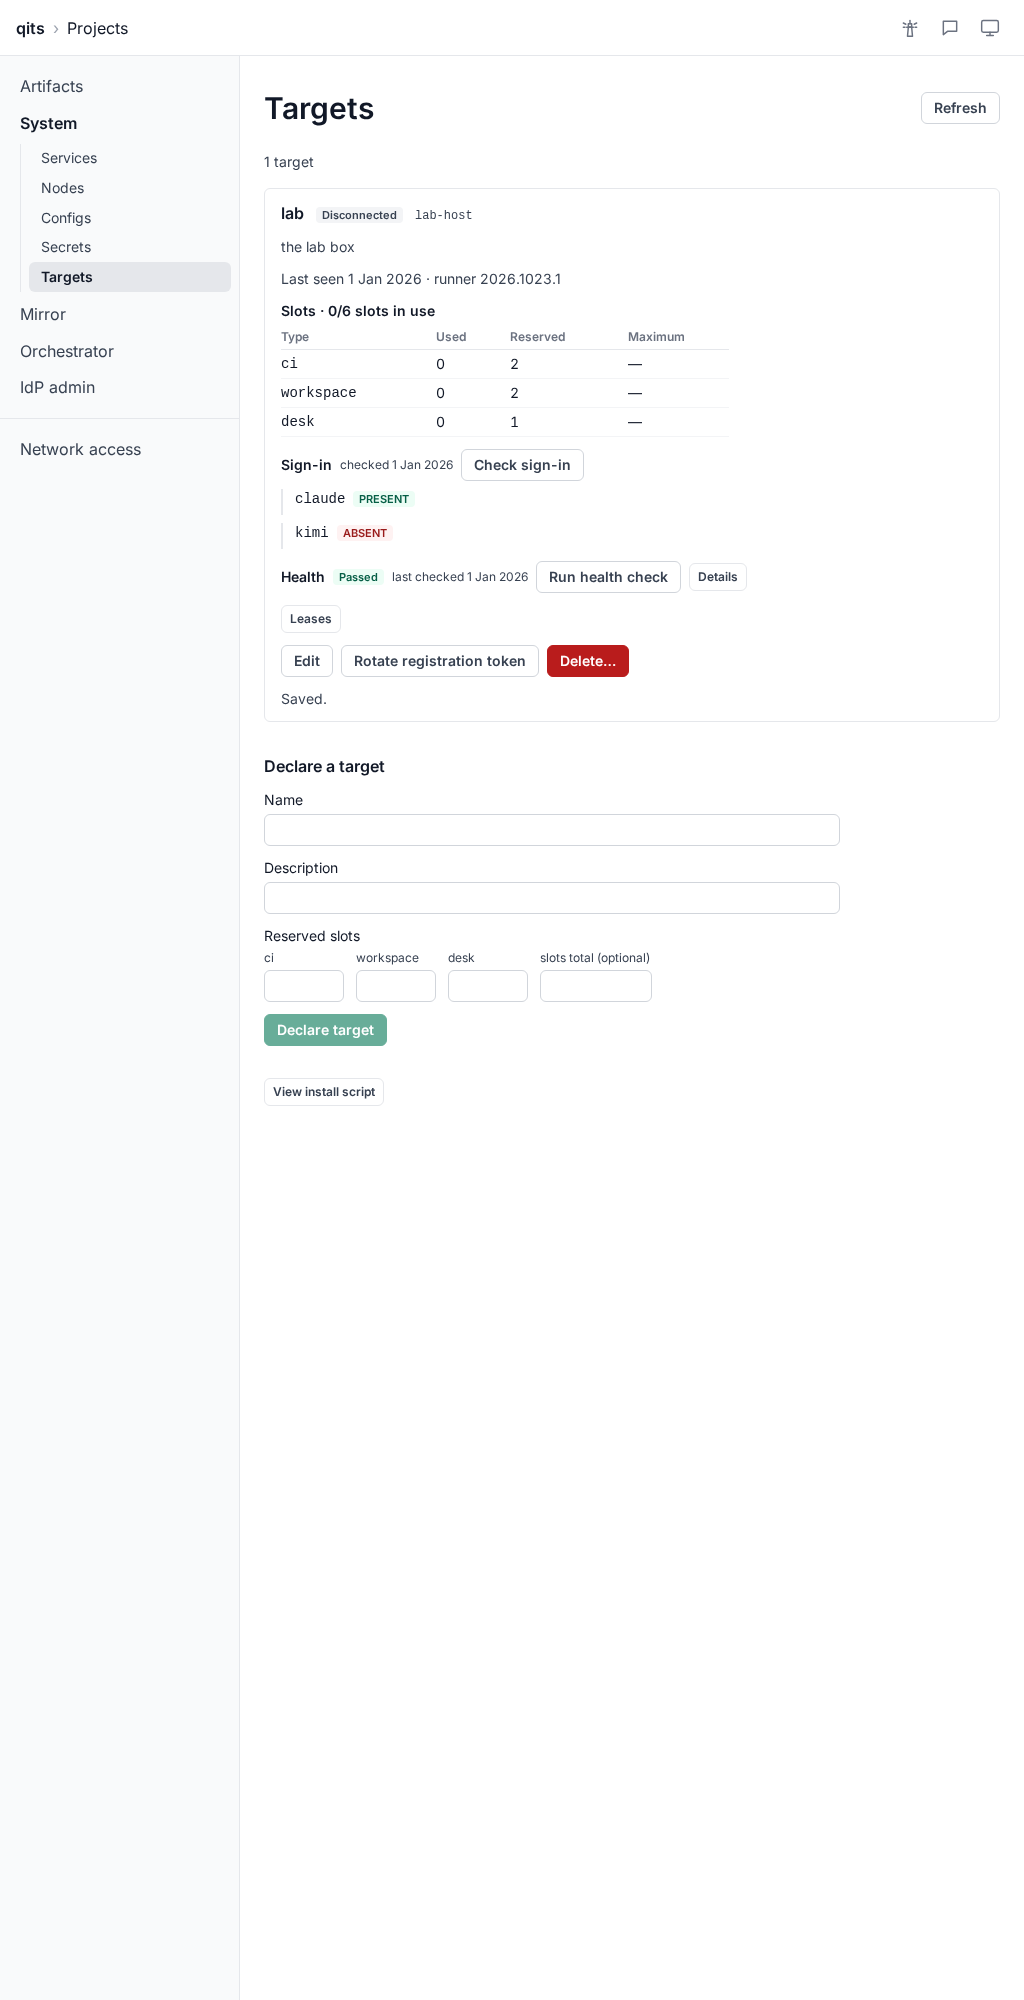 qits › Projects
Artifacts
System
Services
Nodes
Configs
Secrets
Targets
Mirror
Orchestrator
IdP admin
Network access
Targets
Refresh
1 target
lab Disconnected lab-host
the lab box
Last seen 1 Jan 2026 · runner 2026.1023.1
Slots · 0/6 slots in use
Type Used Reserved Maximum
ci 0 2 —
workspace 0 2 —
desk 0 1 —
Sign-in checked 1 Jan 2026 Check sign-in
claude PRESENT
kimi ABSENT
Health Passed last checked 1 Jan 2026 Run health check Details
Leases
Edit Rotate registration token Delete...
Saved.
Declare a target
Name
Description
Reserved slots
ci workspace desk slots total (optional)
Declare target
View install script